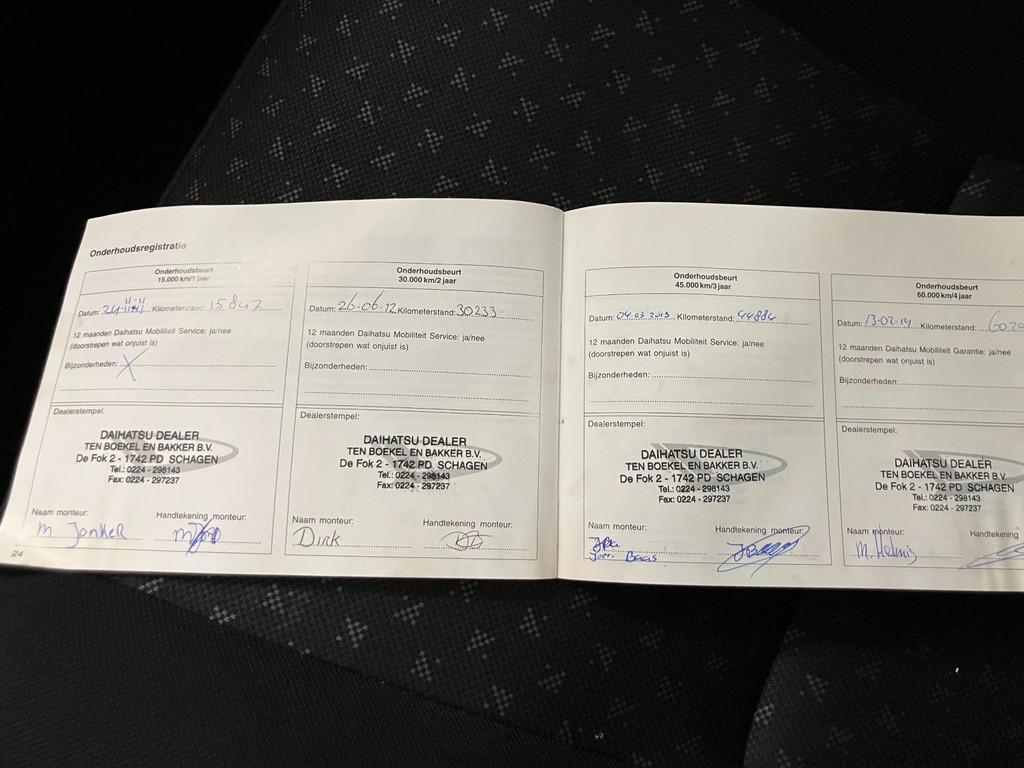 Onderhoudsregistratie
Onderhoudsbeurt
15.000 km/1 jaar
Datum: Kilometerstand: 15847
12 maanden Daihatsu Mobiliteit Service: ja/nee
(doorstrepen wat onjuist is)
Bijzonderheden: X
Dealerstempel:
DAIHATSU DEALER
TEN BOEKEL EN BAKKER B.V.
De Fok 2 - 1742 PD SCHAGEN
Tel.: 0224 - 298143
Fax: 0224 - 297237
Naam monteur: Handtekening monteur:
M Jonker
24
Onderhoudsbeurt
30.000 km/2 jaar
Datum: 26-06-12 Kilometerstand: 30233
12 maanden Daihatsu Mobiliteit Service: ja/nee
(doorstrepen wat onjuist is)
Bijzonderheden:
Dealerstempel:
DAIHATSU DEALER
TEN BOEKEL EN BAKKER B.V.
De Fok 2 - 1742 PD SCHAGEN
Tel.: 0224 - 298143
Fax: 0224 - 297237
Naam monteur: Handtekening monteur:
Dirk
Onderhoudsbeurt
45.000 km/3 jaar
Datum: 04.03 2013 Kilometerstand: 44884
12 maanden Daihatsu Mobiliteit Service: ja/nee
(doorstrepen wat onjuist is)
Bijzonderheden:
Dealerstempel:
DAIHATSU DEALER
TEN BOEKEL EN BAKKER B.V.
De Fok 2 - 1742 PD SCHAGEN
Tel.: 0224 - 298143
Fax: 0224 - 297237
Naam monteur: Handtekening monteur:
Baas
Onderhoudsbeurt
60.000 km/4 jaar
Datum: 13-02-14 Kilometerstand:
12 maanden Daihatsu Mobiliteit Garantie: ja/nee
(doorstrepen wat onjuist is)
Bijzonderheden:
Dealerstempel:
DAIHATSU DEALER
TEN BOEKEL EN BAKKER B.V.
De Fok 2 - 1742 PD SCHAGEN
Tel.: 0224 - 298143
Fax: 0224 - 297237
Naam monteur: Handtekening
M.